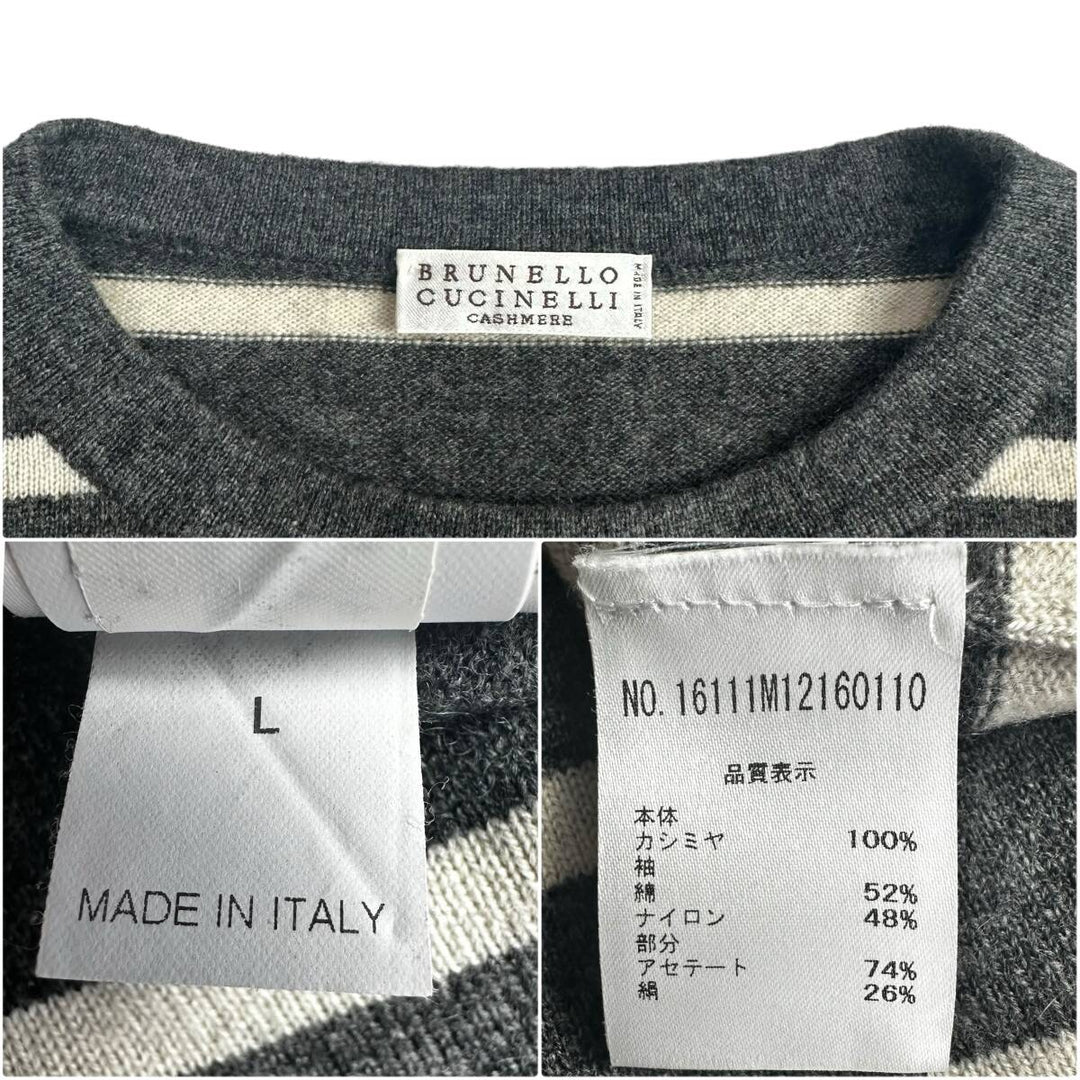 BRUNELLO
CUCINELLI
CASHMERE
MADE IN ITALY
L
MADE IN ITALY
NO. 16111M12160110
品質表示
本体
カシミヤ 100%
袖
綿 52%
ナイロン 48%
部分
アセテート 74%
絹 26%